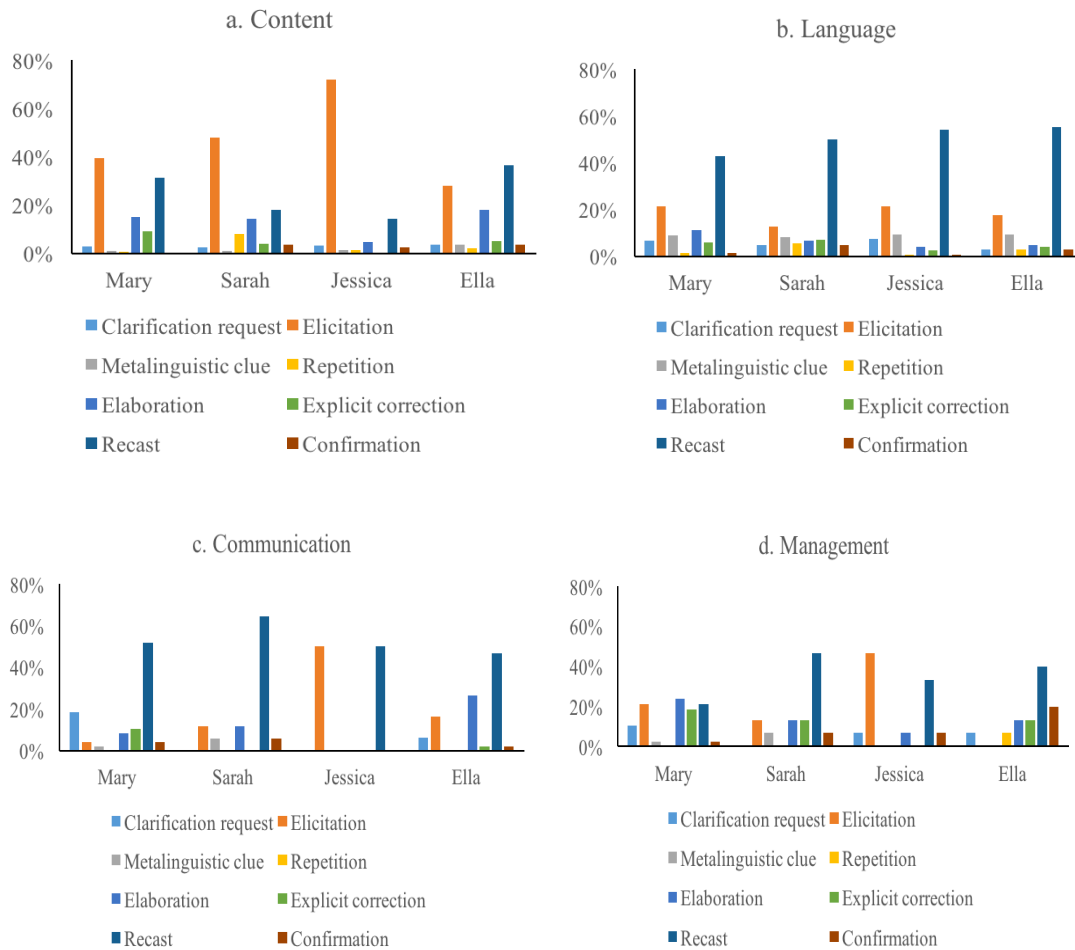 a. Content
80%
60%
40%
20%
0%
Mary Sarah Jessica Ella
Clarification request Elicitation
Metalinguistic clue Repetition
Elaboration Explicit correction
Recast Confirmation
b. Language
80%
60%
40%
20%
0%
Mary Sarah Jessica Ella
Clarification request Elicitation
Metalinguistic clue Repetition
Elaboration Explicit correction
Recast Confirmation
c. Communication
80%
60%
40%
20%
0%
Mary Sarah Jessica Ella
Clarification request Elicitation
Metalinguistic clue Repetition
Elaboration Explicit correction
Recast Confirmation
d. Management
80%
60%
40%
20%
0%
Mary Sarah Jessica Ella
Clarification request Elicitation
Metalinguistic clue Repetition
Elaboration Explicit correction
Recast Confirmation